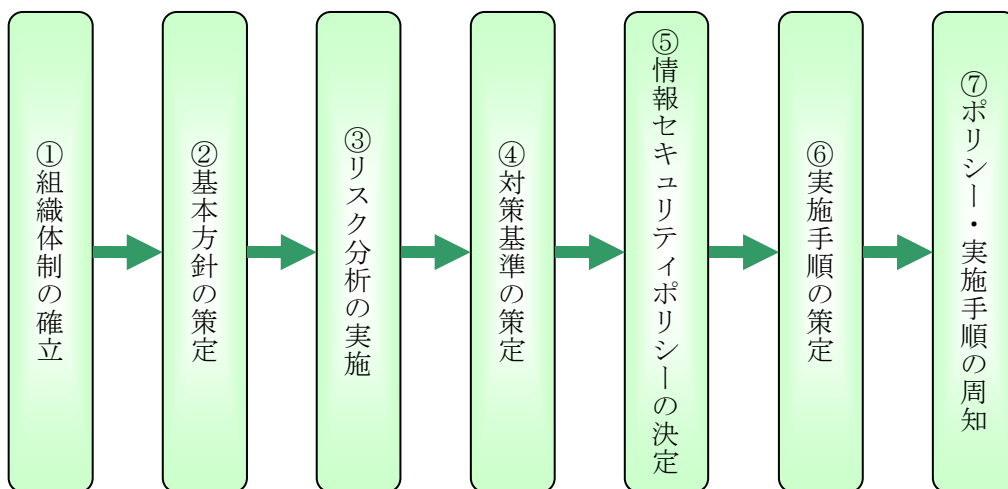 ①組織体制の確立
②基本方針の策定
③リスク分析の実施
④対策基準の策定
⑤情報セキュリティポリシーの決定
⑥実施手順の策定
⑦ポリシー・実施手順の周知